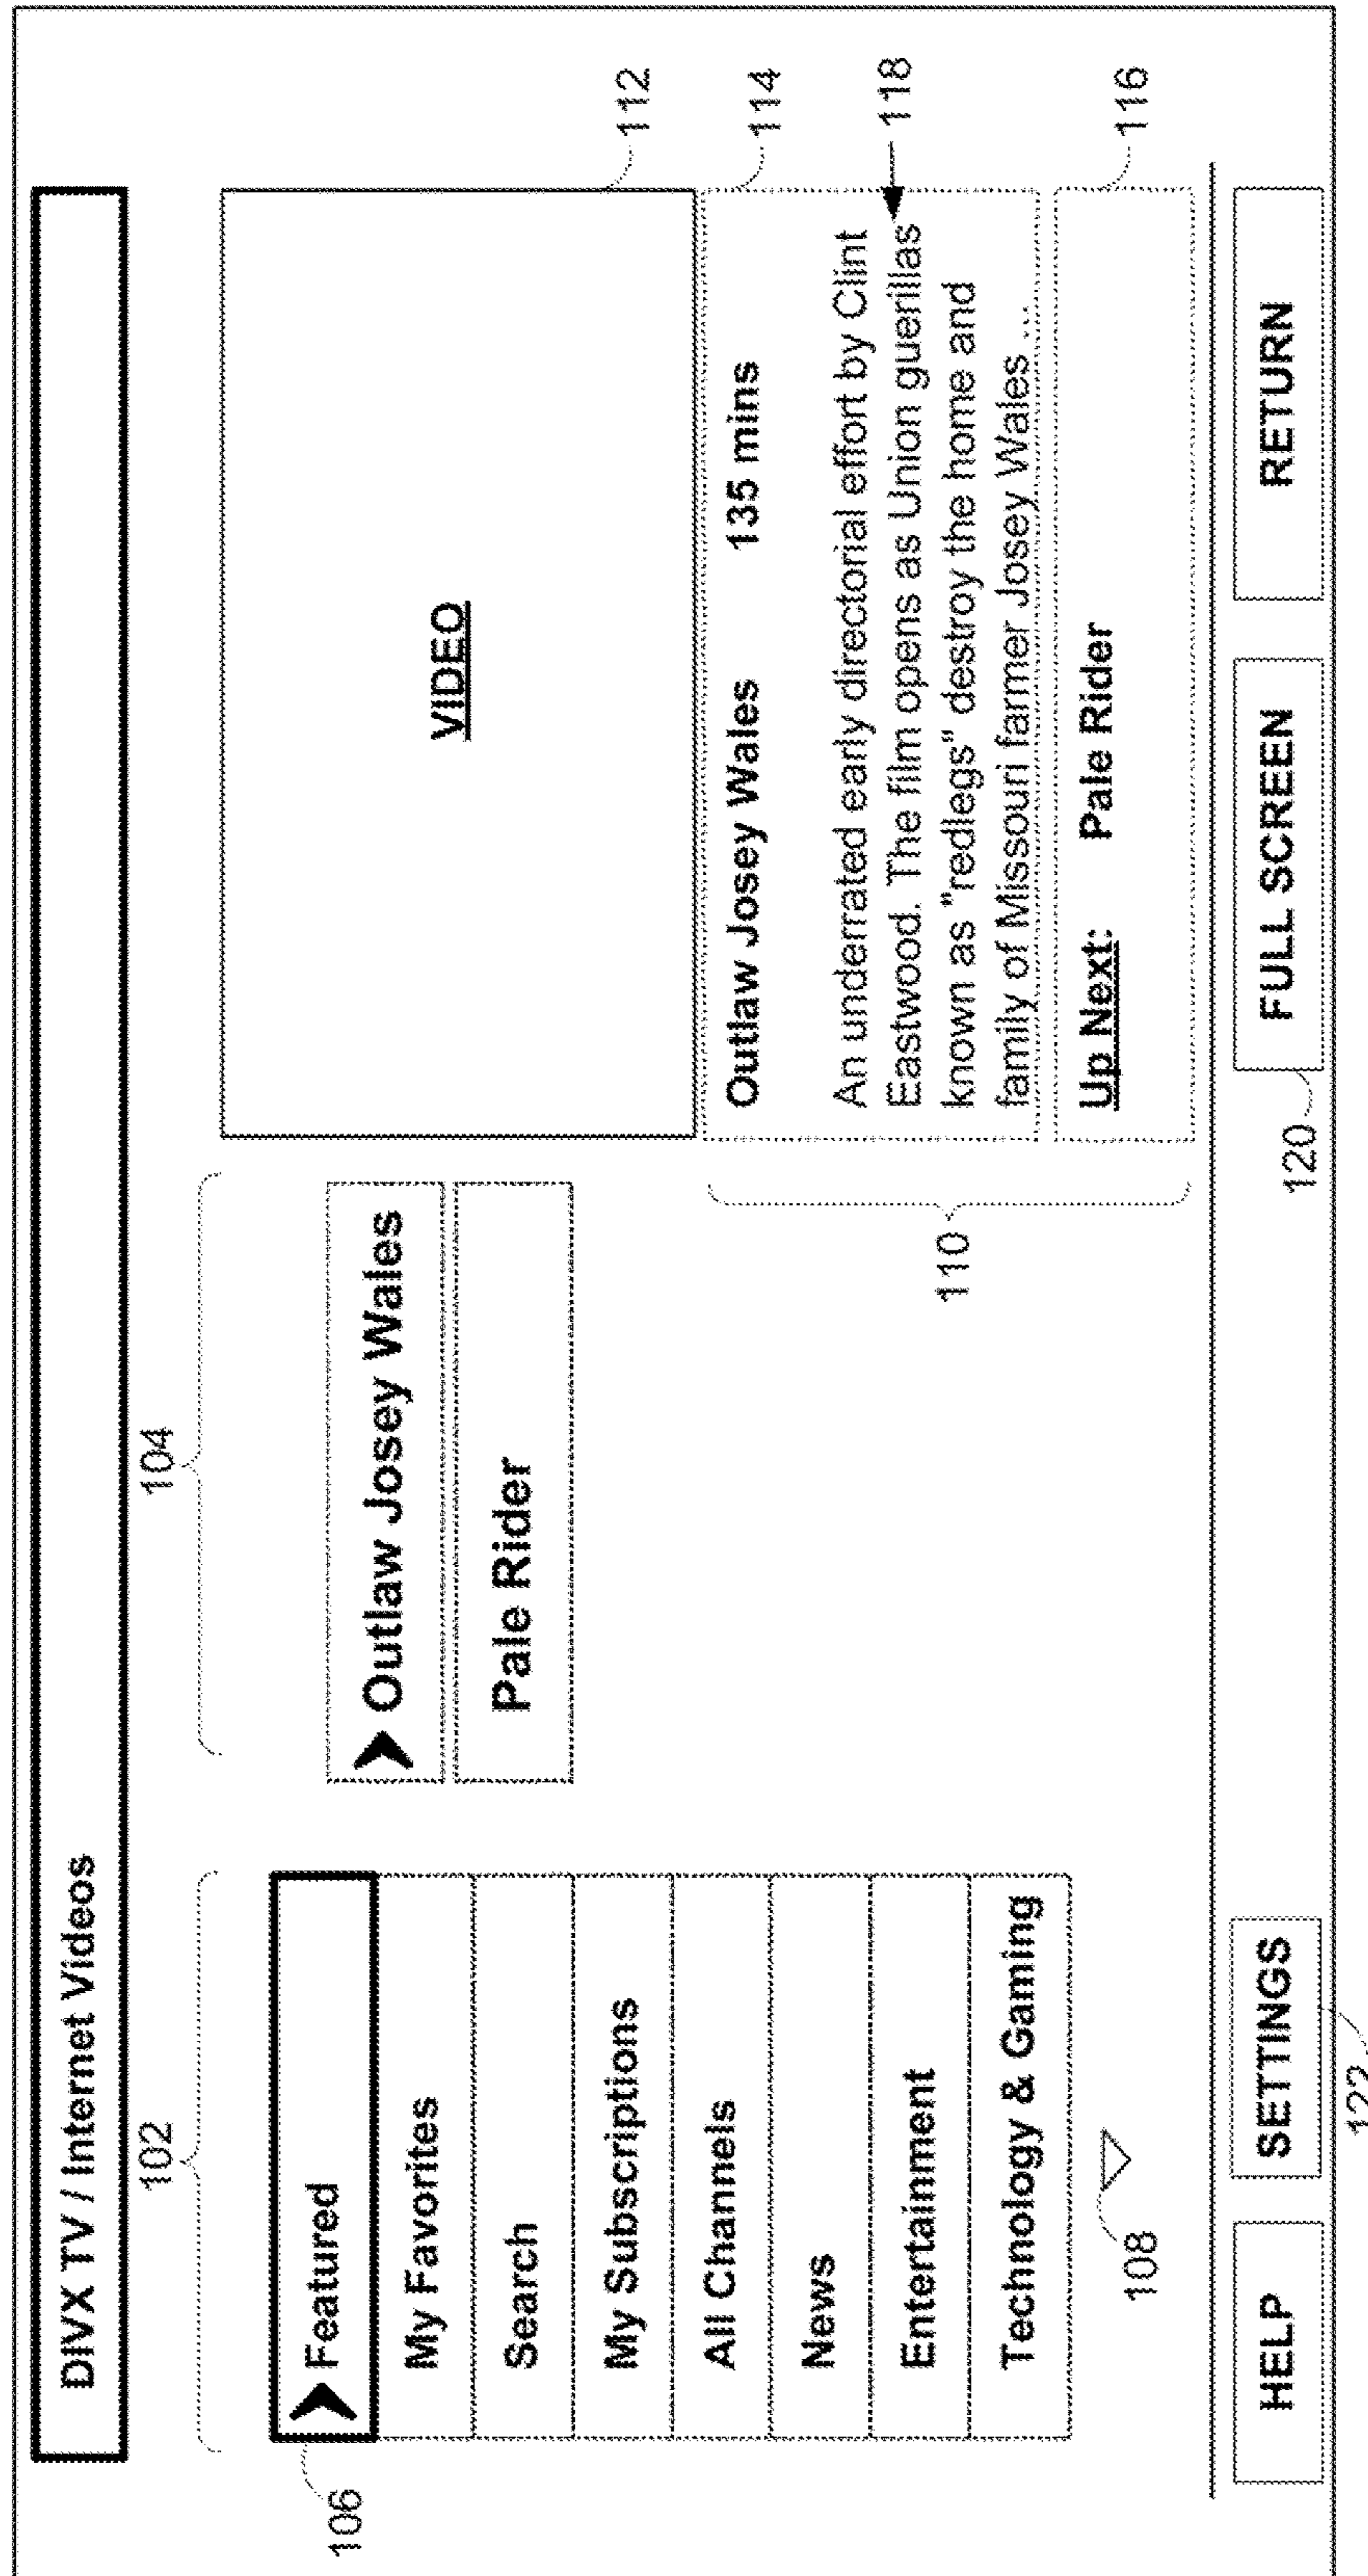 DIVX TV / Internet Videos
102
104
106
Featured
My Favorites
Search
My Subscriptions
All Channels
News
Entertainment
Technology & Gaming
108
Outlaw Josey Wales
Pale Rider
VIDEO
112
110
Outlaw Josey Wales 135 mins
114
An underrated early directorial effort by Clint
Eastwood. The film opens as Union guerillas
118
known as "redlegs" destroy the home and
family of Missouri farmer Josey Wales ...
Up Next: Pale Rider
116
HELP
SETTINGS
122
120
FULL SCREEN
RETURN